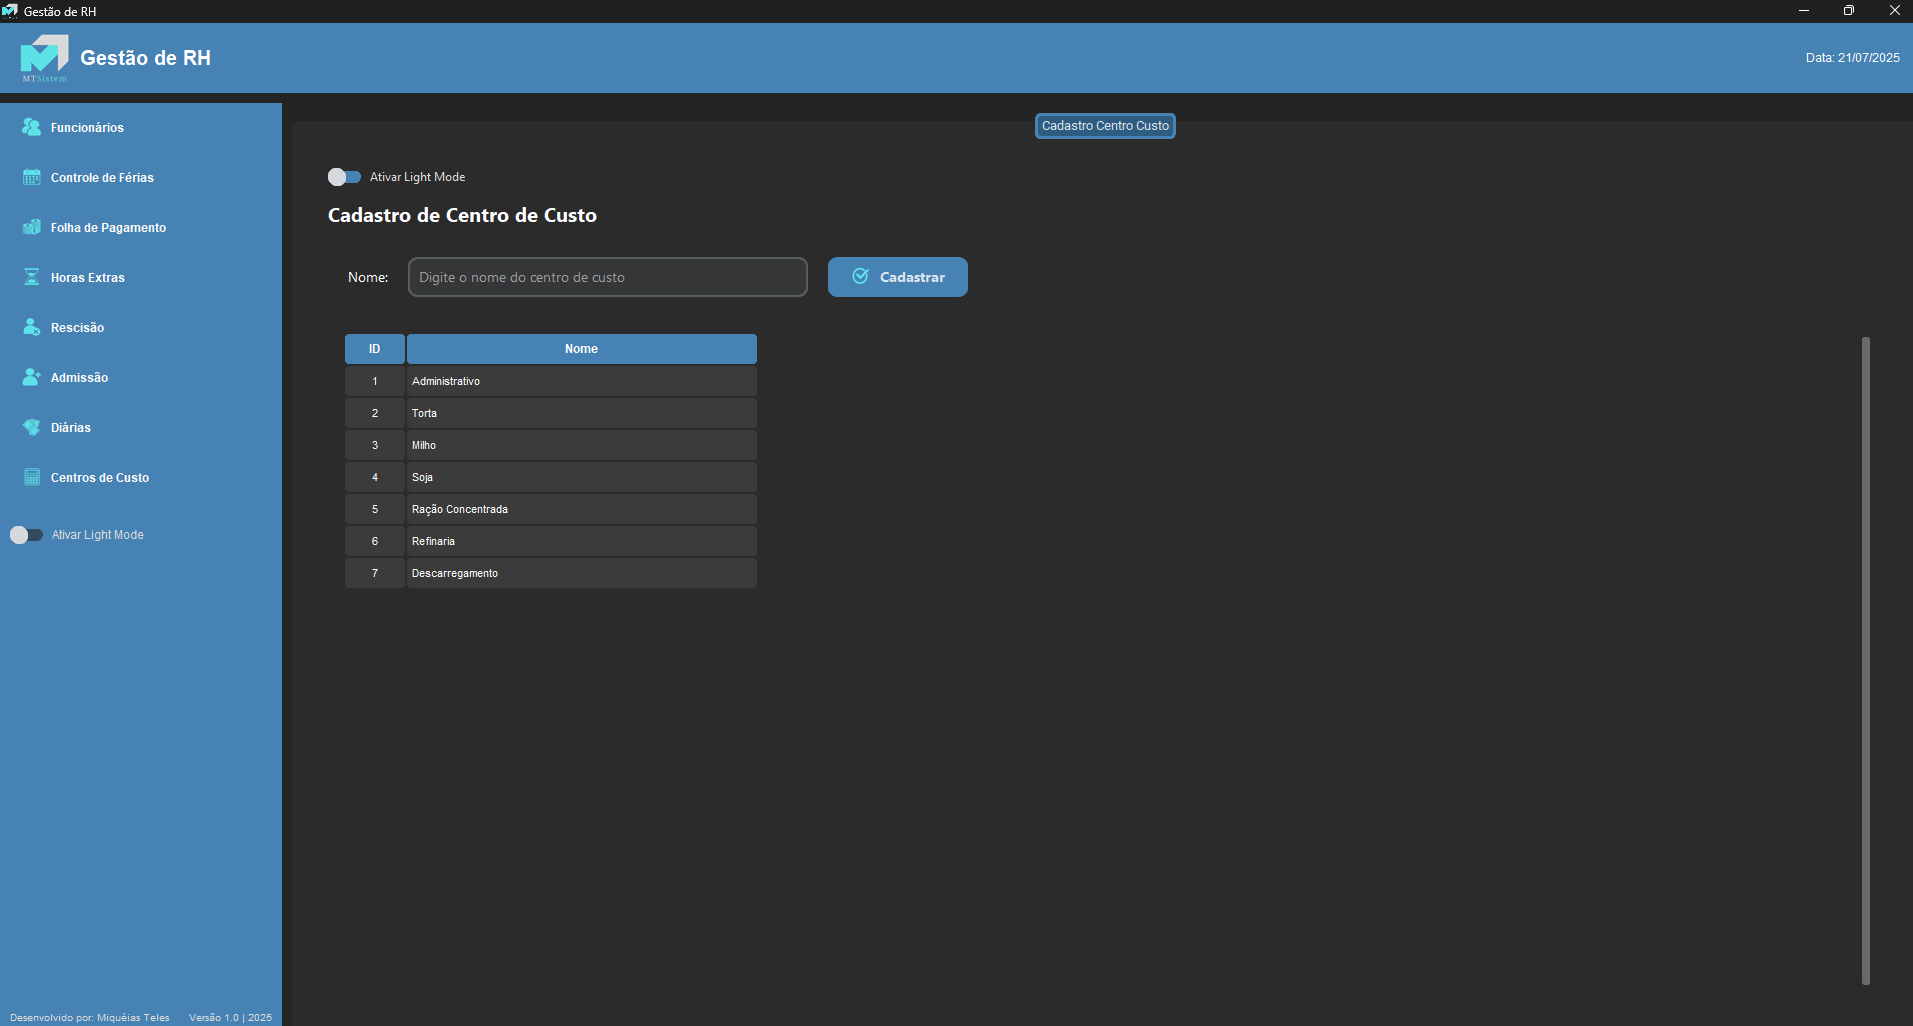 Gestão de RH
MTSistem
Gestão de RH
Data: 21/07/2025
Funcionários
Controle de Férias
Folha de Pagamento
Horas Extras
Rescisão
Admissão
Diárias
Centros de Custo
Ativar Light Mode
Desenvolvido por: Miquéias Teles Versão 1.0 | 2025
Cadastro Centro Custo
Ativar Light Mode
Cadastro de Centro de Custo
Nome: Digite o nome do centro de custo Cadastrar
ID Nome
1 Administrativo
2 Torta
3 Milho
4 Soja
5 Ração Concentrada
6 Refinaria
7 Descarregamento